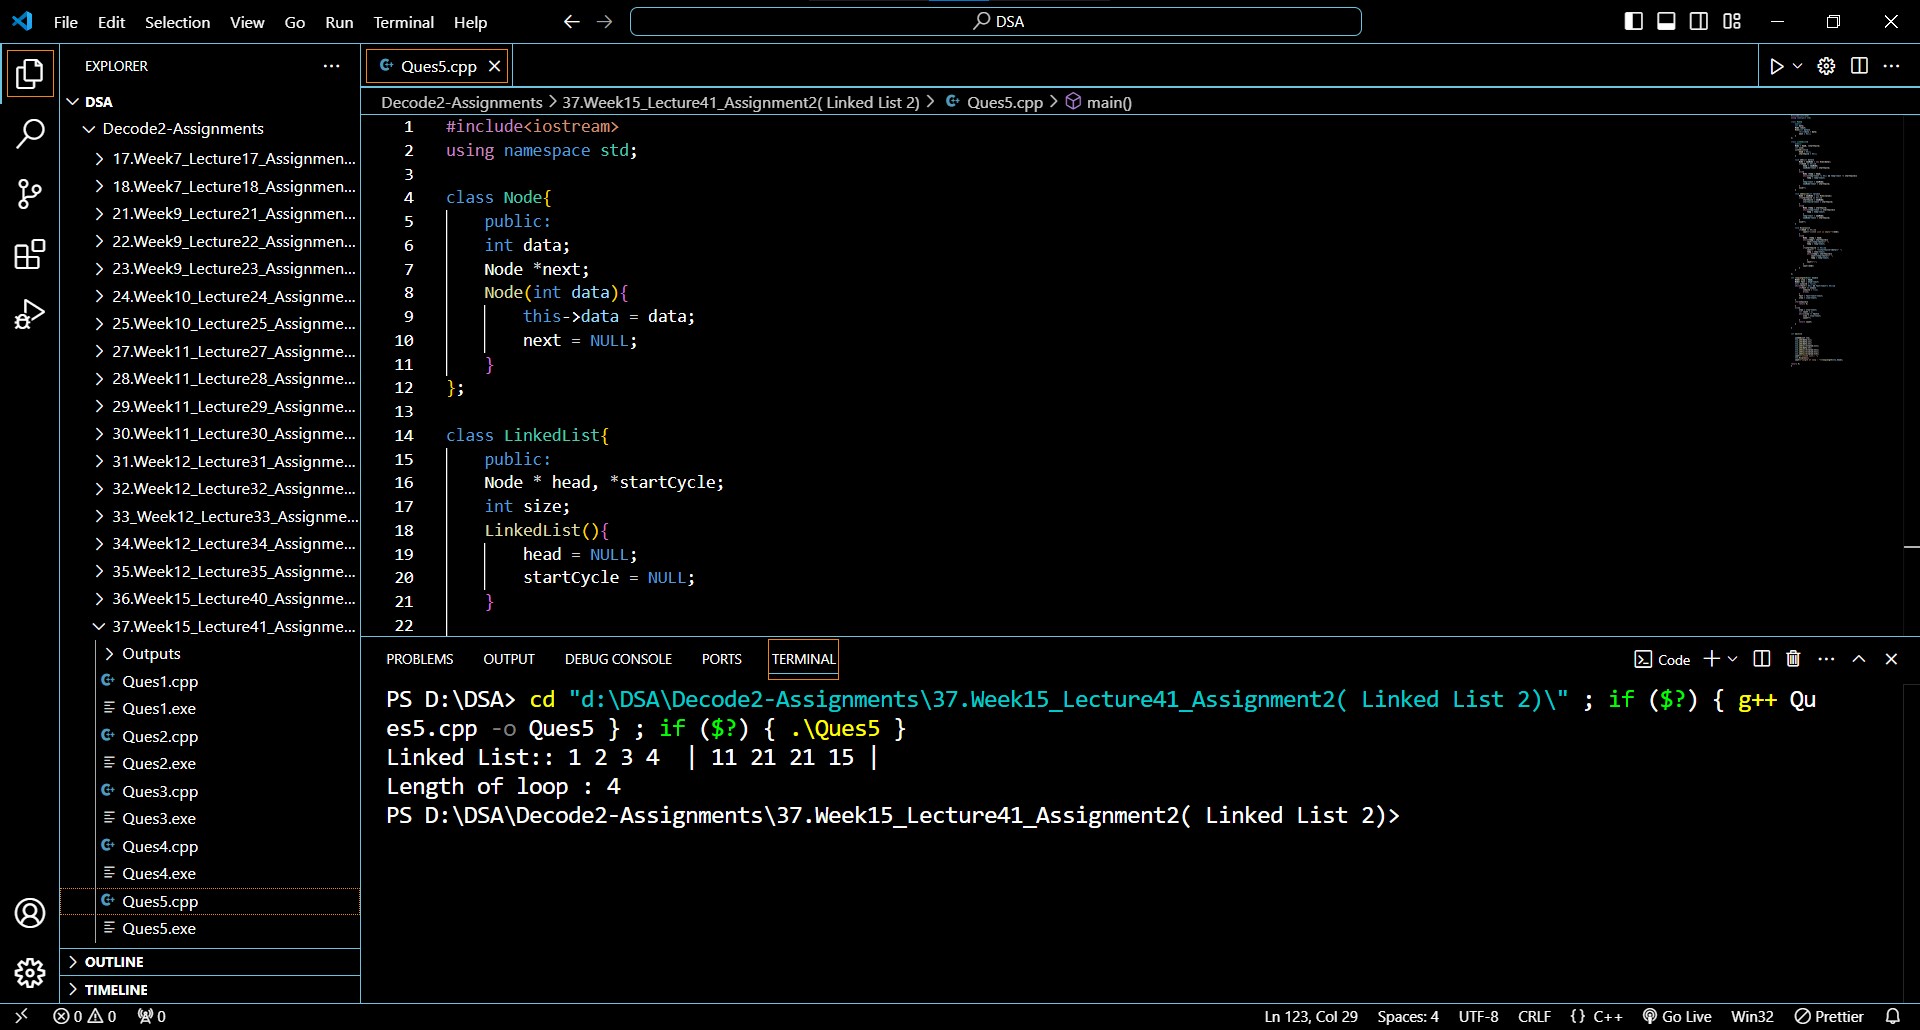 File Edit Selection View Go Run Terminal Help
DSA
EXPLORER
DSA
Decode2-Assignments
17.Week7_Lecture17_Assignmen...
18.Week7_Lecture18_Assignmen...
21.Week9_Lecture21_Assignmen...
22.Week9_Lecture22_Assignmen...
23.Week9_Lecture23_Assignmen...
24.Week10_Lecture24_Assignme...
25.Week10_Lecture25_Assignme...
27.Week11_Lecture27_Assignme...
28.Week11_Lecture28_Assignme...
29.Week11_Lecture29_Assignme...
30.Week11_Lecture30_Assignme...
31.Week12_Lecture31_Assignme...
32.Week12_Lecture32_Assignme...
33_Week12_Lecture33_Assignme...
34.Week12_Lecture34_Assignme...
35.Week12_Lecture35_Assignme...
36.Week15_Lecture40_Assignme...
37.Week15_Lecture41_Assignme...
Outputs
Ques1.cpp
Ques1.exe
Ques2.cpp
Ques2.exe
Ques3.cpp
Ques3.exe
Ques4.cpp
Ques4.exe
Ques5.cpp
Ques5.exe
OUTLINE
TIMELINE
Ques5.cpp
Decode2-Assignments > 37.Week15_Lecture41_Assignment2( Linked List 2) > Ques5.cpp > main()
1 #include<iostream>
2 using namespace std;
3
4 class Node{
5 public:
6 int data;
7 Node *next;
8 Node(int data){
9 this->data = data;
10 next = NULL;
11 }
12 };
13
14 class LinkedList{
15 public:
16 Node * head, *startCycle;
17 int size;
18 LinkedList(){
19 head = NULL;
20 startCycle = NULL;
21 }
22
PROBLEMS OUTPUT DEBUG CONSOLE PORTS TERMINAL
Code
PS D:\DSA> cd "d:\DSA\Decode2-Assignments\37.Week15_Lecture41_Assignment2( Linked List 2)\" ; if ($?) { g++ Qu
es5.cpp -o Ques5 } ; if ($?) { .\Ques5 }
Linked List:: 1 2 3 4 | 11 21 21 15 |
Length of loop : 4
PS D:\DSA\Decode2-Assignments\37.Week15_Lecture41_Assignment2( Linked List 2)>
0 0 0
Ln 123, Col 29 Spaces: 4 UTF-8 CRLF {} C++ Go Live Win32 Prettier